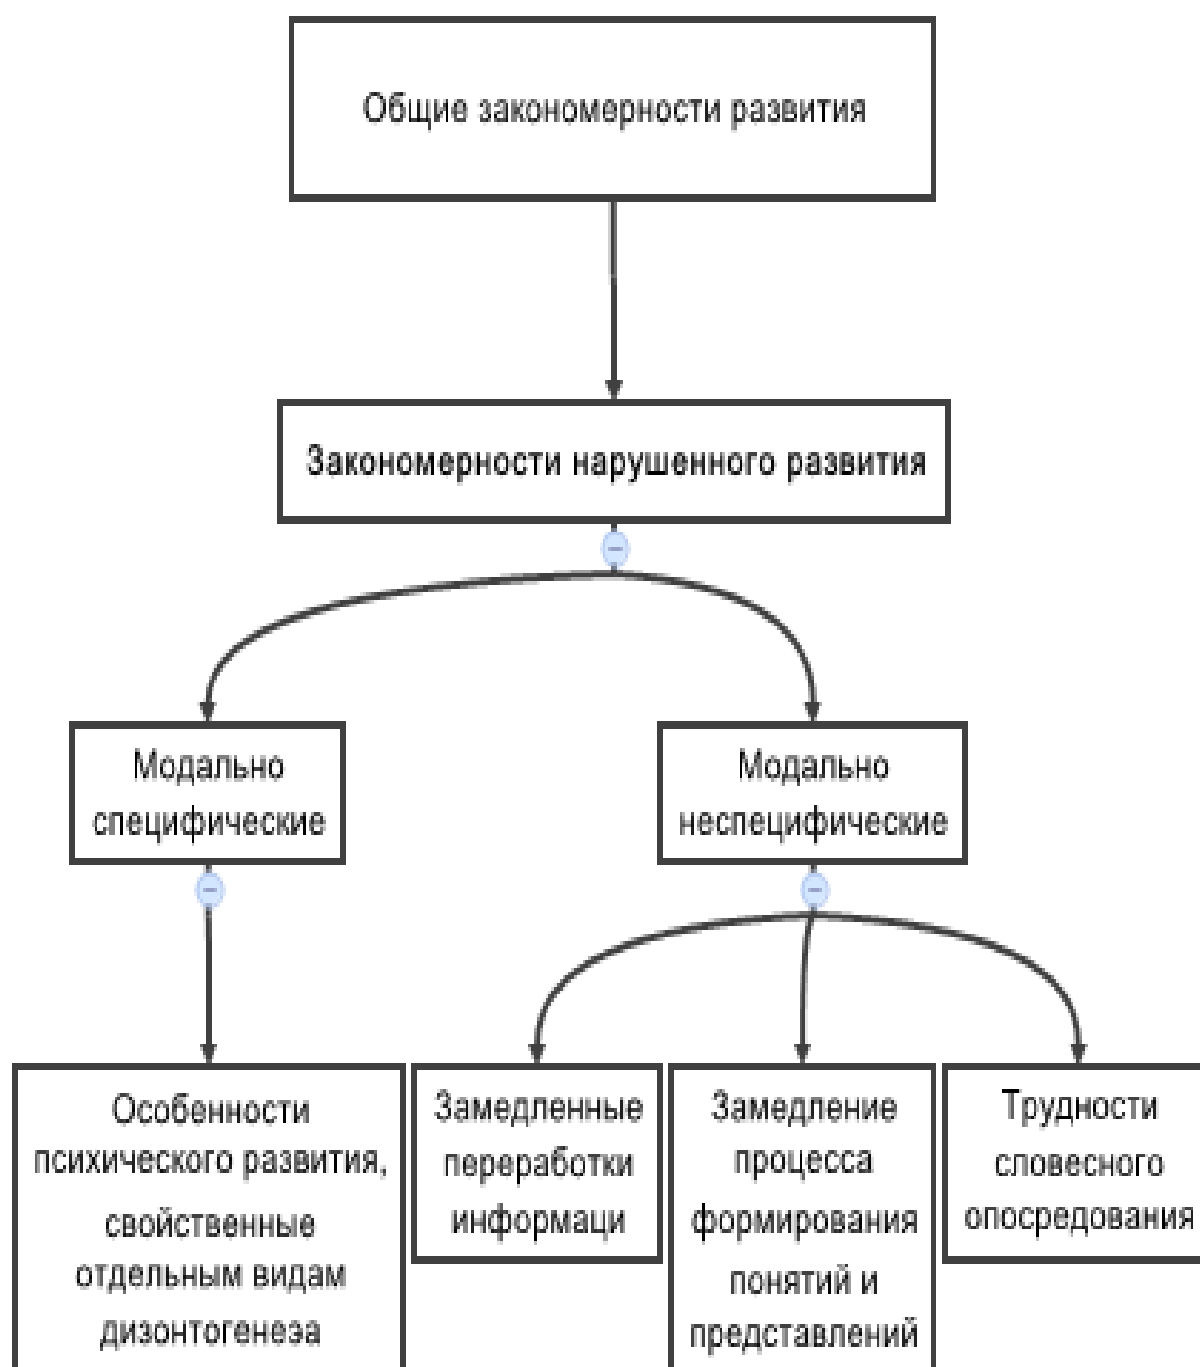 Общие закономерности развития
Закономерности нарушенного развития
Модально
специфические
Модально
неспецифические
Особенности
психического развития,
свойственные
отдельным видам
дизонтогенеза
Замедленные
переработки
информаци
Замедление
процесса
формирования
понятий и
представлений
Трудности
словесного
опосредования